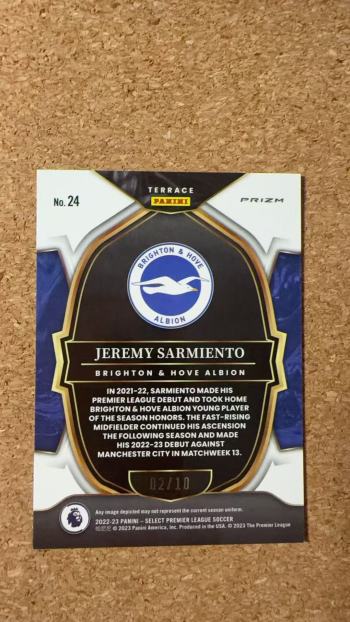 TERRACE
No. 24
PANINI
PRIZM
BRIGHTON & HOVE
ALBION
JEREMY SARMIENTO
BRIGHTON & HOVE ALBION
IN 2021-22, SARMIENTO MADE HIS
PREMIER LEAGUE DEBUT AND TOOK HOME
BRIGHTON & HOVE ALBION YOUNG PLAYER
OF THE SEASON HONORS. THE FAST-RISING
MIDFIELDER CONTINUED HIS ASCENSION
THE FOLLOWING SEASON AND MADE
HIS 2022-23 DEBUT AGAINST
MANCHESTER CITY IN MATCHWEEK 13.
02/10
Any image depicted may not represent the current season uniform.
2022-23 PANINI – SELECT PREMIER LEAGUE SOCCER
© 2023 Panini America, Inc. Produced in the USA. © 2023 The Premier League